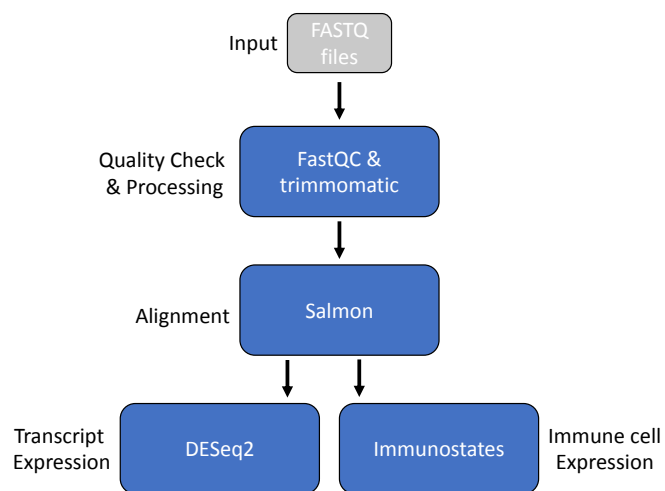 Input
FASTQ
files
Quality Check
& Processing
FastQC &
trimmomatic
Alignment
Salmon
Transcript
Expression
DESeq2
Immunostates
Immune cell
Expression